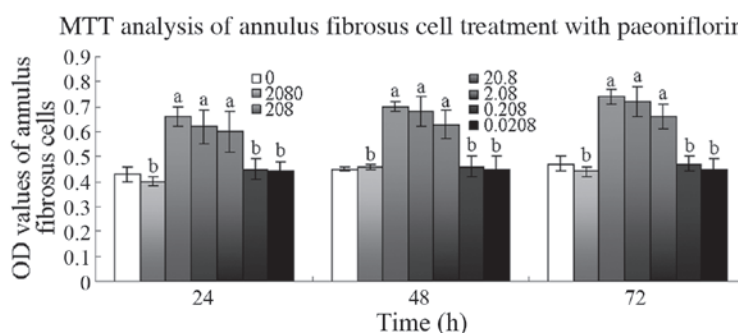 MTT analysis of annulus fibrosus cell treatment with paeoniflorin
OD values of annulus
fibrosus cells
0.9
0.8
0.7
0.6
0.5
0.4
0.3
0.2
0.1
0
0
2080
208
20.8
2.08
0.208
0.0208
b a a a b b
b a a a b b
b a a a b b
24 48 72
Time (h)